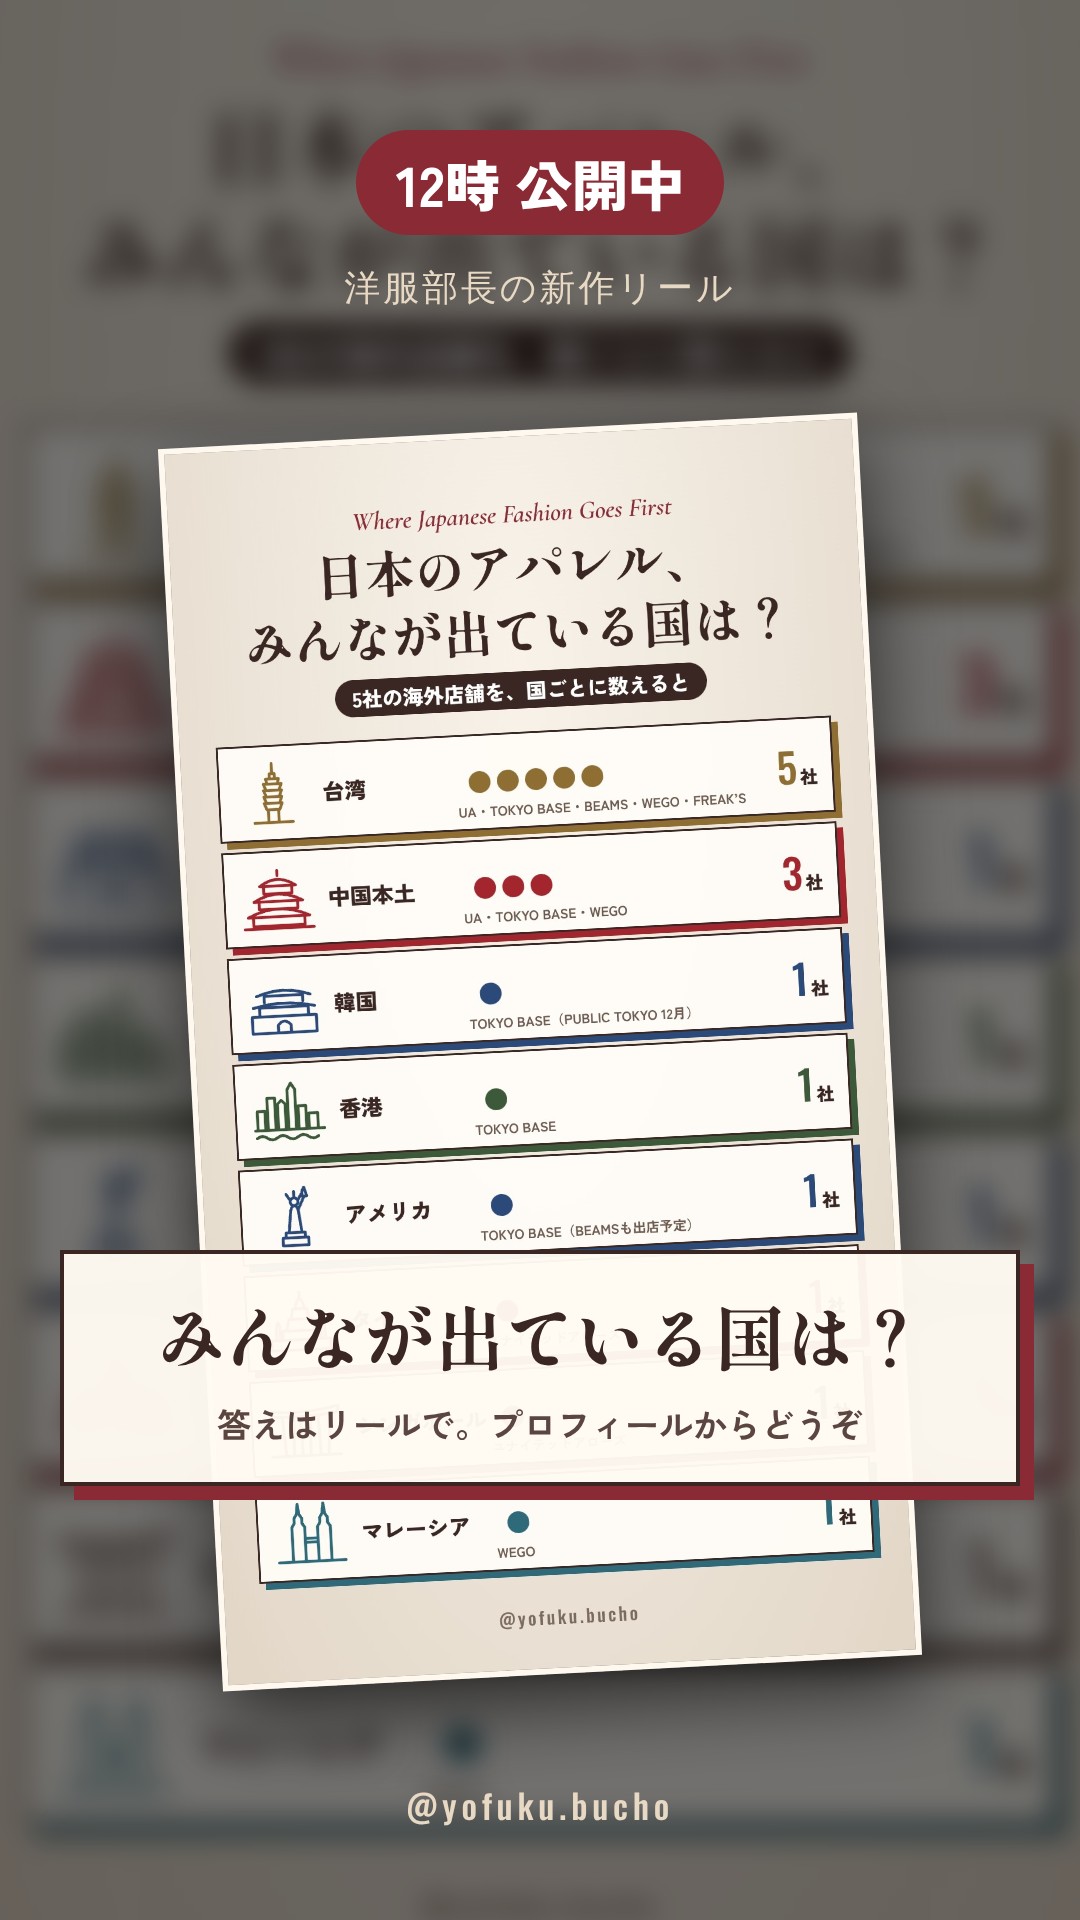 12時 公開中
洋服部長の新作リール
Where Japanese Fashion Goes First
日本のアパレル、
みんなが出ている国は？
5社の海外店舗を、国ごとに数えると
台湾
5社
UA・TOKYO BASE・BEAMS・WEGO・FREAK'S
中国本土
3社
UA・TOKYO BASE・WEGO
韓国
1社
TOKYO BASE（PUBLIC TOKYO 12月）
香港
1社
TOKYO BASE
アメリカ
1社
TOKYO BASE（BEAMSも出店予定）
みんなが出ている国は？
答えはリールで。プロフィールからどうぞ
マレーシア
1社
WEGO
@yofuku.bucho
@yofuku.bucho